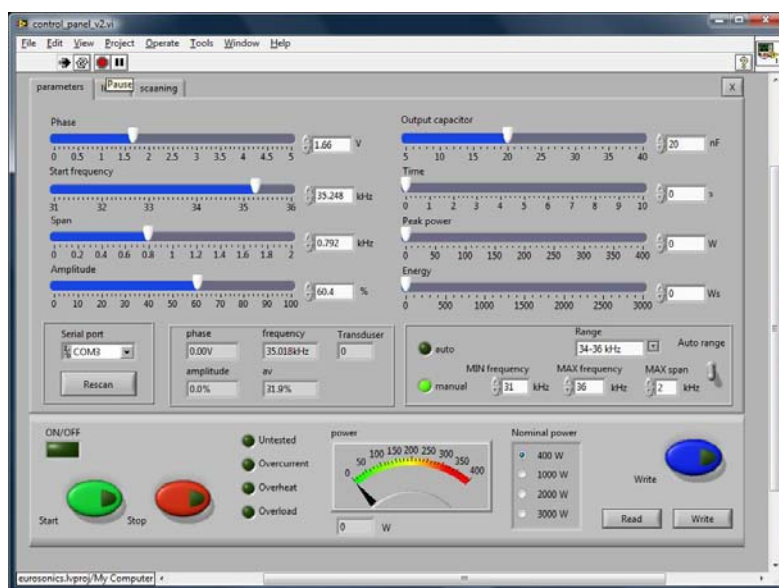 control_panel_v2.vi
File Edit View Project Operate Tools Window Help
Pause
parameters scaaning X
Phase
0 0.5 1 1.5 2 2.5 3 3.5 4 4.5 5
1.66 V
Start frequency
31 32 33 34 35 36
35.248 kHz
Span
0 0.2 0.4 0.6 0.8 1 1.2 1.4 1.6 1.8 2
0.792 kHz
Amplitude
0 10 20 30 40 50 60 70 80 90 100
60.4 %
Output capacitor
5 10 15 20 25 30 35 40
20 nF
Time
0 1 2 3 4 5 6 7 8 9 10
0 s
Peak power
0 50 100 150 200 250 300 350 400
0 W
Energy
0 500 1000 1500 2000 2500 3000
0 Ws
Serial port
COM3
Rescan
phase frequency Transduser
0.00V 35.018kHz 0
amplitude av
0.0% 31.9%
auto
manual
Range
34-36 kHz
Auto range
MIN frequency MAX frequency MAX span
31 kHz 36 kHz 2 kHz
ON/OFF
Start Stop
Untested
Overcurrent
Overheat
Overload
power
0 50 100 150 200 250 300 350 400
0 W
Nominal power
400 W
1000 W
2000 W
3000 W
Write
Read Write
eurosonics.lvproj/My Computer